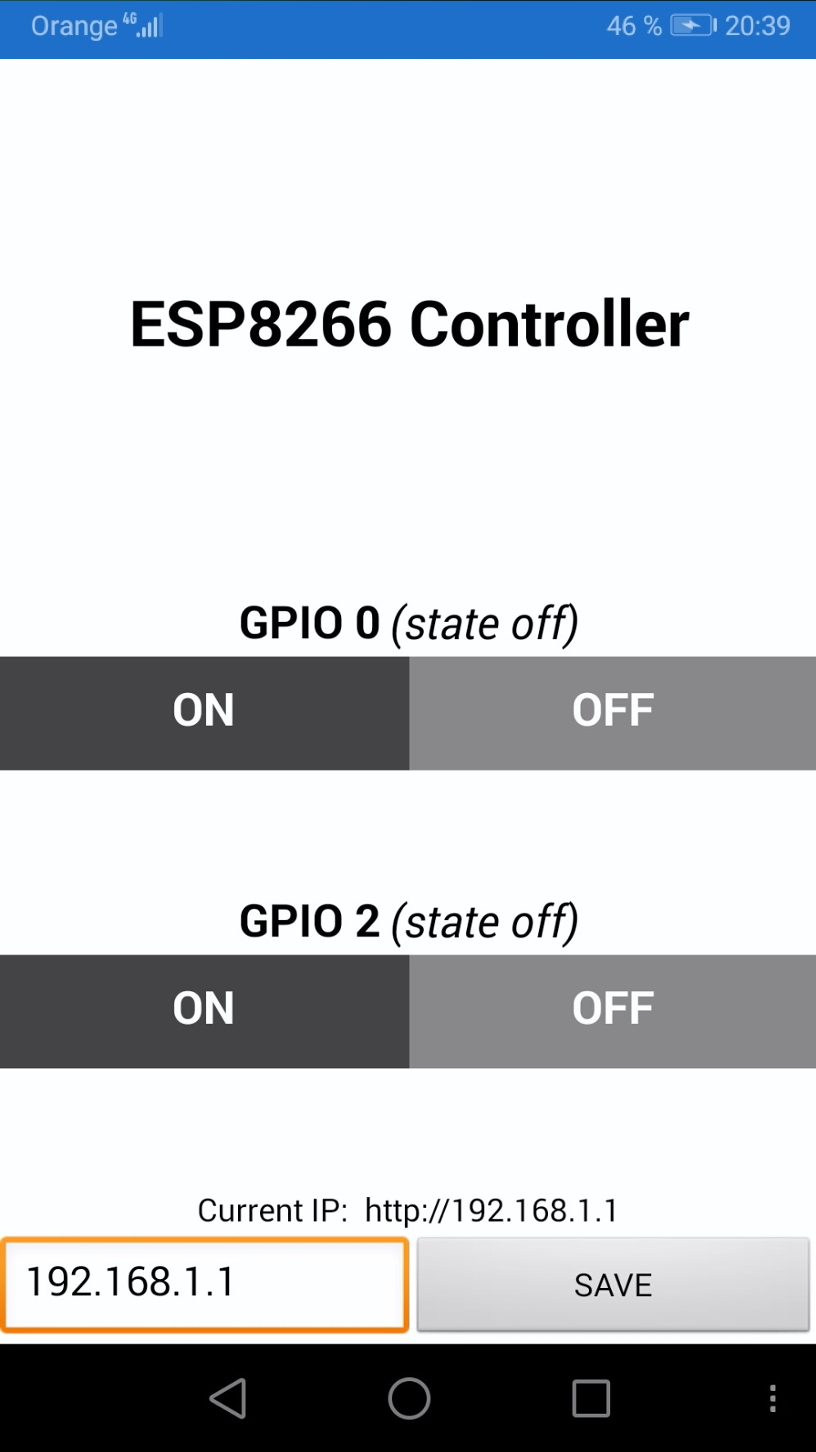 Orange 4G 46 % 20:39
ESP8266 Controller
GPIO 0 (state off)
ON OFF
GPIO 2 (state off)
ON OFF
Current IP: http://192.168.1.1
192.168.1.1 SAVE